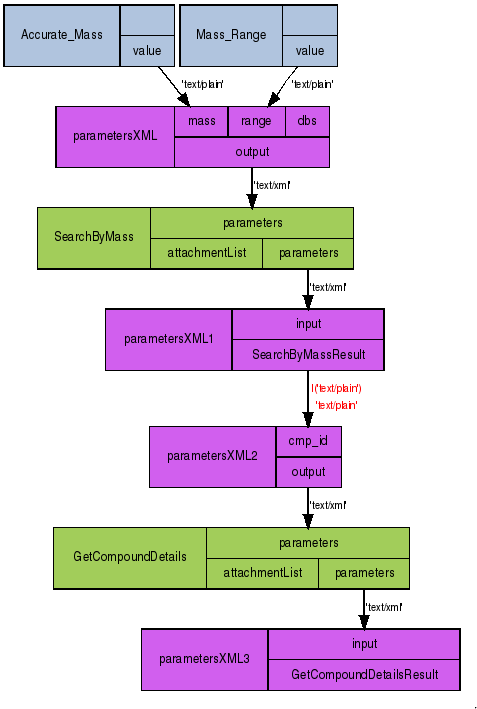 Accurate_Mass
value
Mass_Range
value
'text/plain'
'text/plain'
parametersXML
mass
range
dbs
output
'text/xml'
SearchByMass
parameters
attachmentList
parameters
'text/xml'
parametersXML1
input
SearchByMassResult
l('text/plain')
'text/plain'
parametersXML2
cmp_id
output
'text/xml'
GetCompoundDetails
parameters
attachmentList
parameters
'text/xml'
parametersXML3
input
GetCompoundDetailsResult